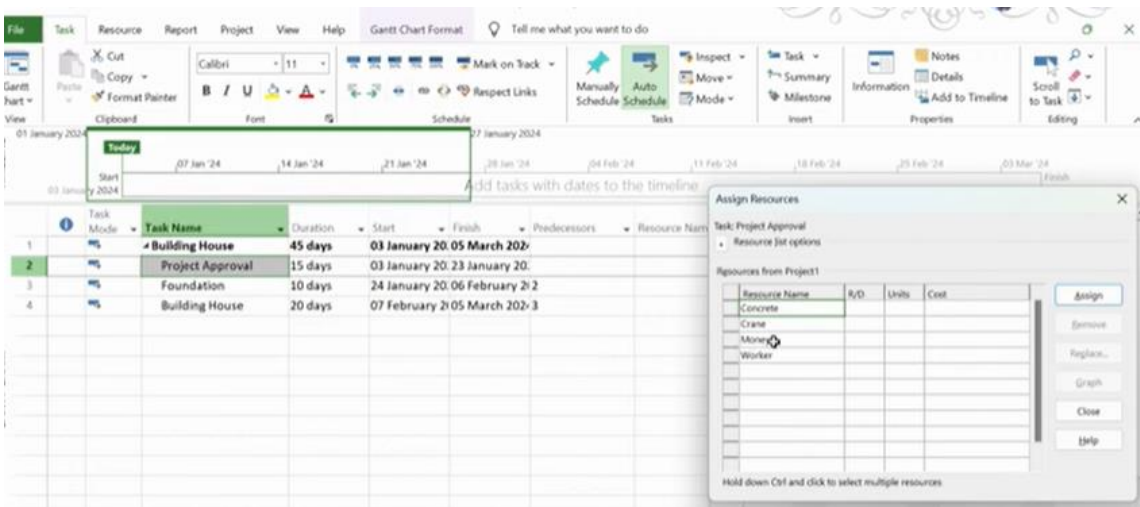 File Task Resource Report Project View Help Gantt Chart Format Tell me what you want to do
Cut
Copy
Format Painter
Paste
Clipboard
Calibri 11
B I U A
Font
Mark on Track
Respect Links
Schedule
Manually Schedule
Auto Schedule
Inspect
Move
Mode
Tasks
Task
Summary
Milestone
Insert
Information
Notes
Details
Add to Timeline
Properties
Scroll to Task
Editing
Gantt
View
01 January 2024
27 January 2024
Today
07 Jan '24 14 Jan '24 21 Jan '24 28 Jan '24 04 Feb '24 11 Feb '24 18 Feb '24 25 Feb '24 03 Mar '24
Start
03 January 2024
Finish
Add tasks with dates to the timeline
Task Mode Task Name Duration Start Finish Predecessors Resource Nam
1 Building House 45 days 03 January 20. 05 March 202
2 Project Approval 15 days 03 January 20. 23 January 20.
3 Foundation 10 days 24 January 20. 06 February 2 2
4 Building House 20 days 07 February 2 05 March 202 3
Assign Resources
Task: Project Approval
Resource list options
Resources from Project1
Resource Name R/D Units Cost
Concrete
Crane
Money
Worker
Assign
Remove
Replace...
Graph
Close
Help
Hold down Ctrl and click to select multiple resources